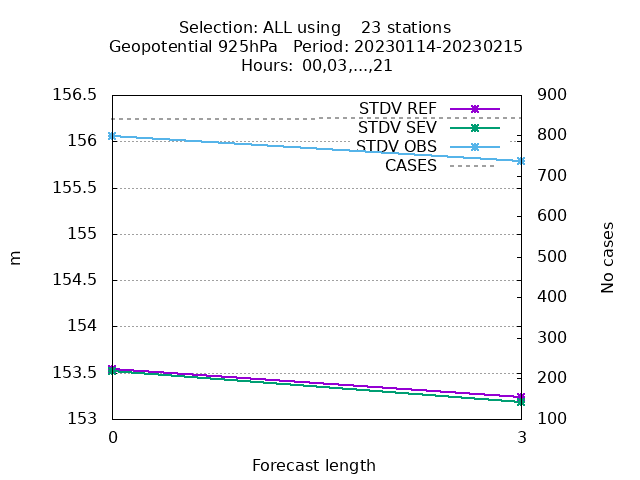 Selection: ALL using    23 stations
Geopotential 925hPa   Period: 20230114-20230215
Hours:  00,03,...,21
156.5
156
155.5
155
154.5
154
153.5
153
900
800
700
600
500
400
300
200
100
STDV REF
STDV SEV
STDV OBS
CASES
m
No cases
0
3
Forecast length